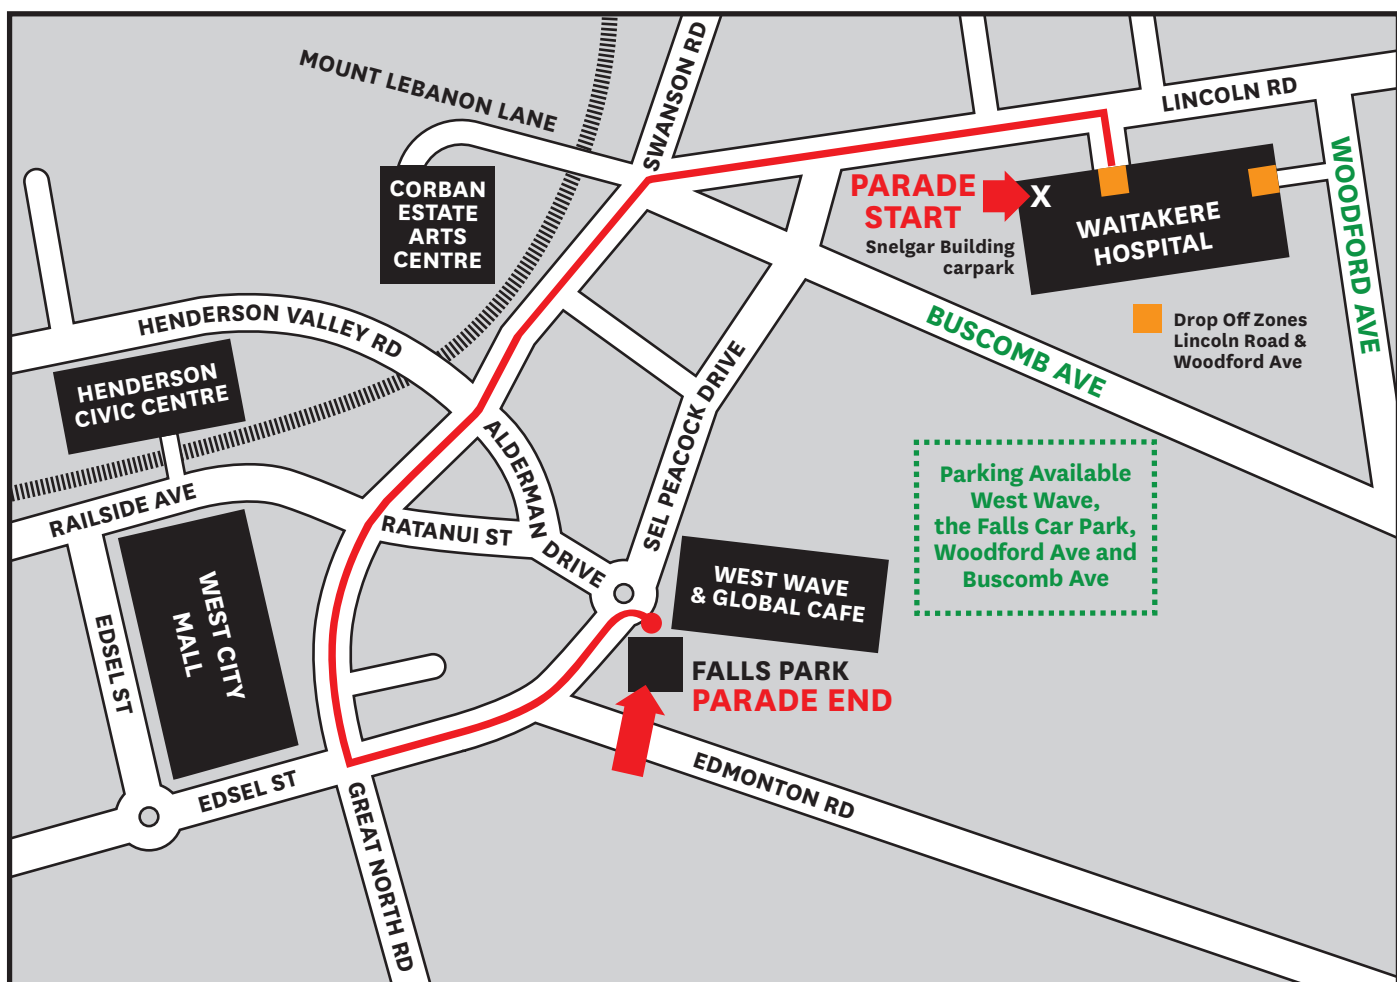 MOUNT LEBANON LANE
SWANSON RD
LINCOLN RD
WOODFORD AVE
CORBAN
ESTATE
ARTS
CENTRE
PARADE
START
Snelgar Building
carpark
X
WAITAKERE
HOSPITAL
Drop Off Zones
Lincoln Road &
Woodford Ave
BUSCOMB AVE
HENDERSON VALLEY RD
HENDERSON
CIVIC CENTRE
ALDERMAN DRIVE
SEL PEACOCK DRIVE
RAILSIDE AVE
RATANUI ST
Parking Available
West Wave,
the Falls Car Park,
Woodford Ave and
Buscomb Ave
WEST WAVE
& GLOBAL CAFE
WEST CITY
MALL
EDSEL ST
FALLS PARK
PARADE END
EDSEL ST
EDMONTON RD
GREAT NORTH RD